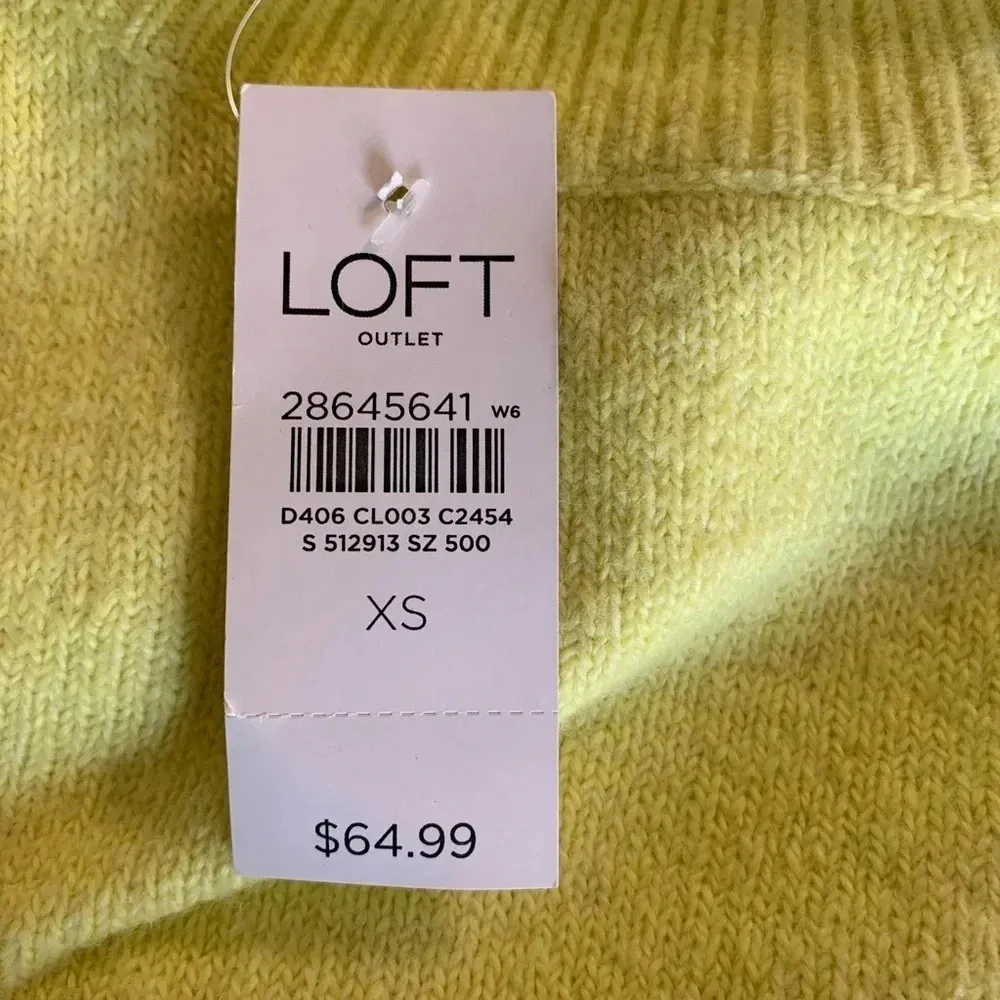 LOFT
OUTLET
28645641 W6
D406 CL003 C2454
S 512913 SZ 500
XS
$64.99